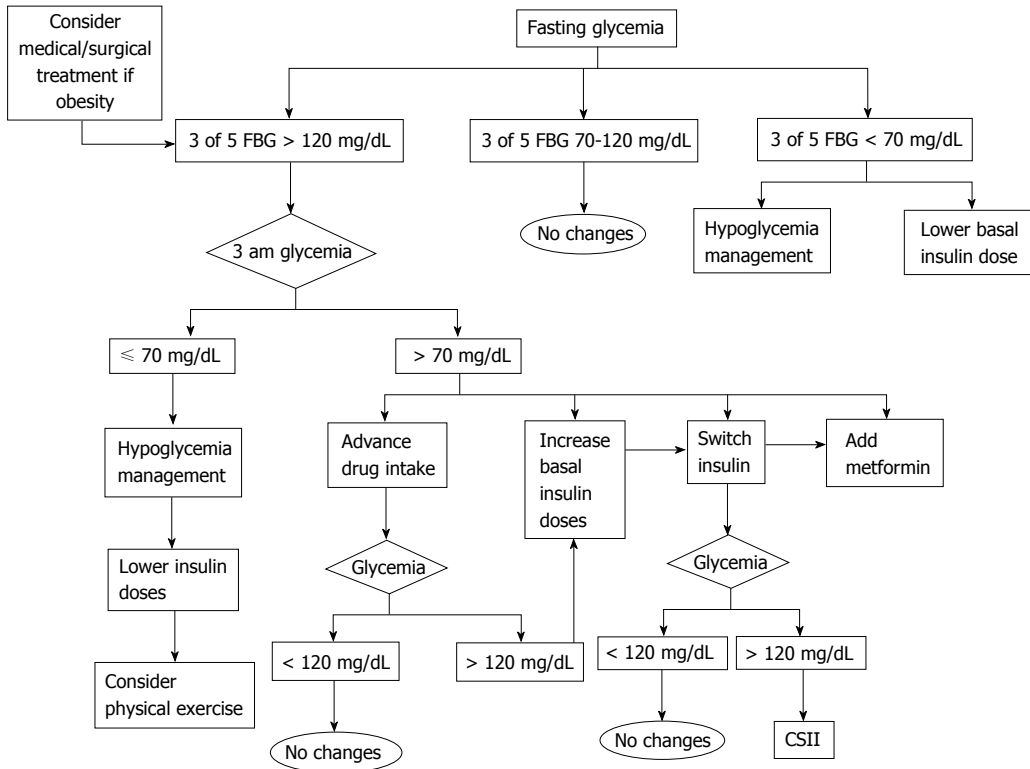 Consider
medical/surgical
treatment if
obesity
Fasting glycemia
3 of 5 FBG > 120 mg/dL
3 of 5 FBG 70-120 mg/dL
3 of 5 FBG < 70 mg/dL
No changes
Hypoglycemia
management
Lower basal
insulin dose
3 am glycemia
≤ 70 mg/dL
> 70 mg/dL
Hypoglycemia
management
Advance
drug intake
Increase
basal
insulin
doses
Switch
insulin
Add
metformin
Lower insulin
doses
Glycemia
Glycemia
Consider
physical exercise
< 120 mg/dL
> 120 mg/dL
< 120 mg/dL
> 120 mg/dL
No changes
No changes
CSII